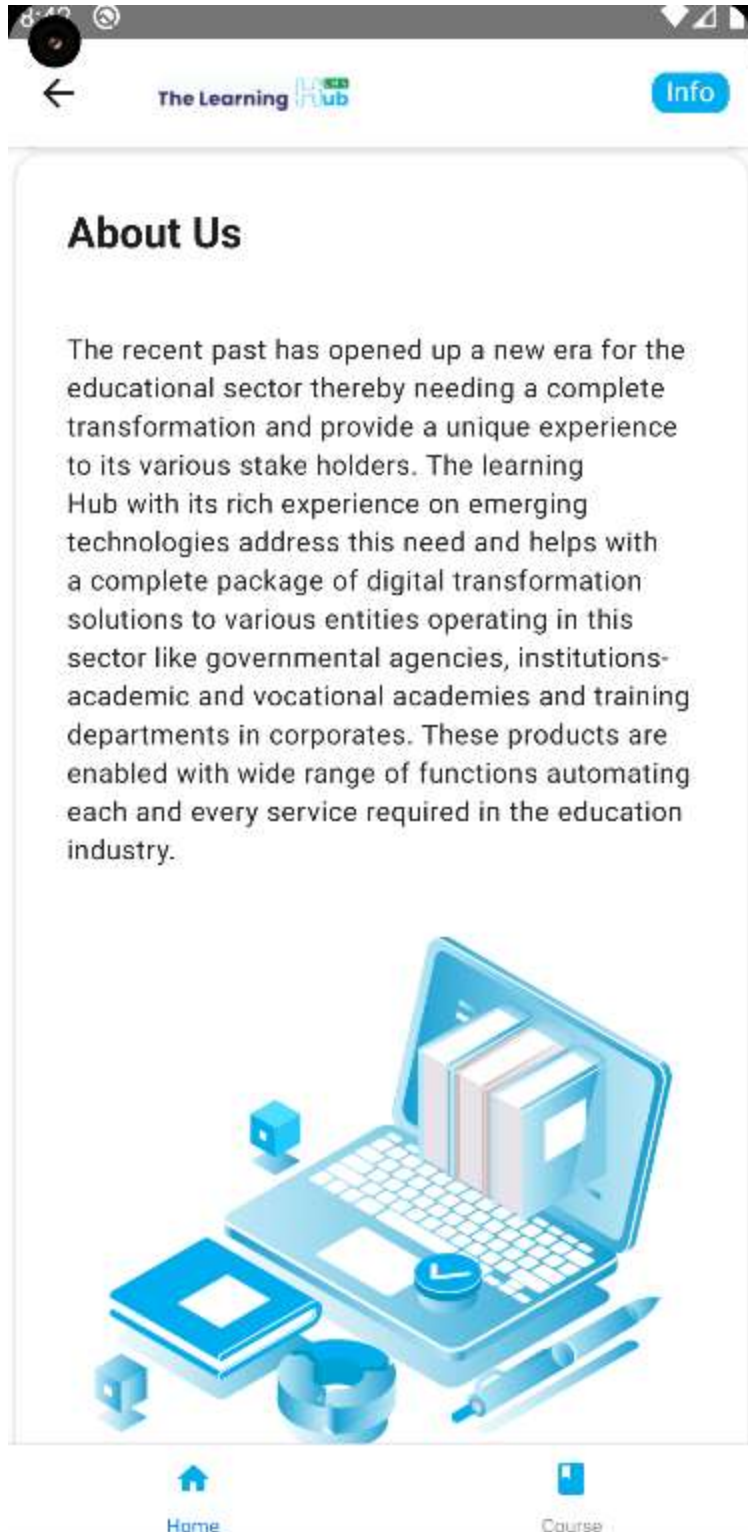 The Learning Hub
Info
About Us
The recent past has opened up a new era for the
educational sector thereby needing a complete
transformation and provide a unique experience
to its various stake holders. The learning
Hub with its rich experience on emerging
technologies address this need and helps with
a complete package of digital transformation
solutions to various entities operating in this
sector like governmental agencies, institutions-
academic and vocational academies and training
departments in corporates. These products are
enabled with wide range of functions automating
each and every service required in the education
industry.
Home
Course